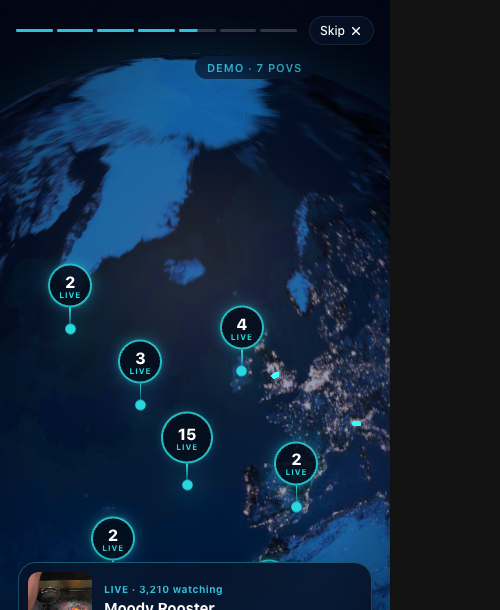 Skip ×
DEMO · 7 POVS
2
LIVE
4
LIVE
3
LIVE
15
LIVE
2
LIVE
2
LIVE
LIVE · 3,210 watching
Moody Rooster